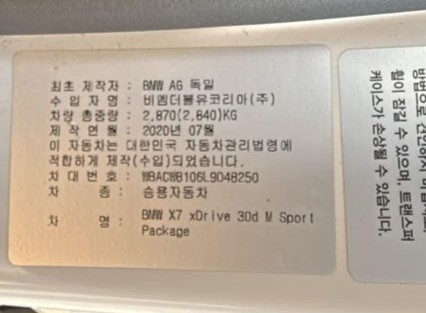 최초 제작자 : BMW AG 독일
수 입 자 명 : 비엠더블유코리아(주)
차량 총중량 : 2,870(2,840)KG
제 작 연 월 : 2020년 07월
이 자동차는 대한민국 자동차관리법령에
적합하게 제작(수입)되었습니다.
차 대 번 호 : WBACW8106L9D48250
차 종 : 승용자동차
차 명 : BMW X7 xDrive 30d M Sport
Package
휠이 잠길 수 있으며, 트랜스퍼
케이스가 손상될 수 있습니다.